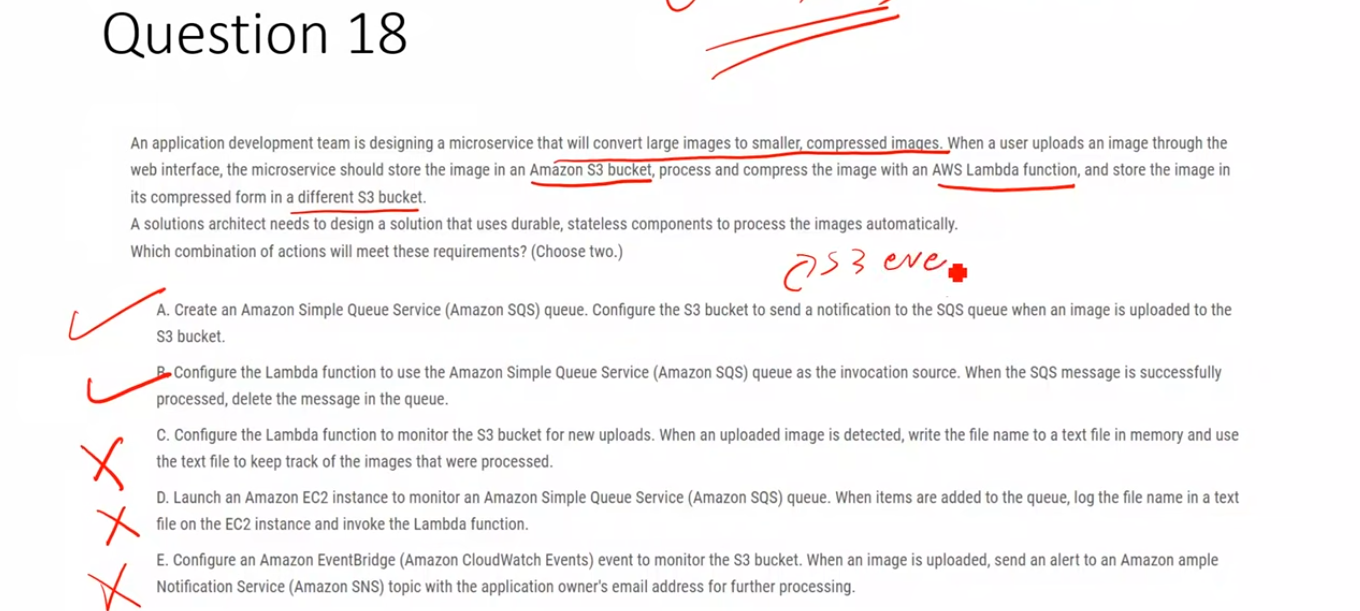 Question 18
An application development team is designing a microservice that will convert large images to smaller, compressed images. When a user uploads an image through the
web interface, the microservice should store the image in an Amazon S3 bucket, process and compress the image with an AWS Lambda function, and store the image in
its compressed form in a different S3 bucket.
A solutions architect needs to design a solution that uses durable, stateless components to process the images automatically.
Which combination of actions will meet these requirements? (Choose two.)
S3 eve
A. Create an Amazon Simple Queue Service (Amazon SQS) queue. Configure the S3 bucket to send a notification to the SQS queue when an image is uploaded to the
S3 bucket.
B. Configure the Lambda function to use the Amazon Simple Queue Service (Amazon SQS) queue as the invocation source. When the SQS message is successfully
processed, delete the message in the queue.
C. Configure the Lambda function to monitor the S3 bucket for new uploads. When an uploaded image is detected, write the file name to a text file in memory and use
the text file to keep track of the images that were processed.
D. Launch an Amazon EC2 instance to monitor an Amazon Simple Queue Service (Amazon SQS) queue. When items are added to the queue, log the file name in a text
file on the EC2 instance and invoke the Lambda function.
E. Configure an Amazon EventBridge (Amazon CloudWatch Events) event to monitor the S3 bucket. When an image is uploaded, send an alert to an Amazon ample
Notification Service (Amazon SNS) topic with the application owner's email address for further processing.